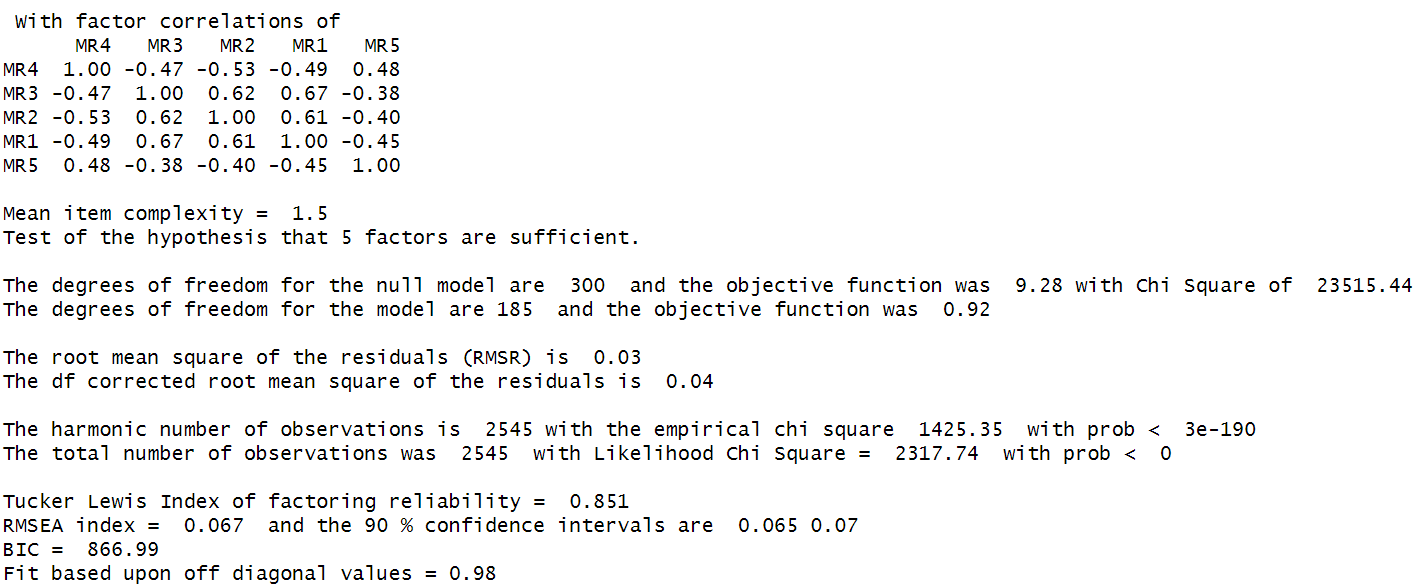 With factor correlations of
MR4 MR3 MR2 MR1 MR5
MR4 1.00 -0.47 -0.53 -0.49 0.48
MR3 -0.47 1.00 0.62 0.67 -0.38
MR2 -0.53 0.62 1.00 0.61 -0.40
MR1 -0.49 0.67 0.61 1.00 -0.45
MR5 0.48 -0.38 -0.40 -0.45 1.00
Mean item complexity = 1.5
Test of the hypothesis that 5 factors are sufficient.
The degrees of freedom for the null model are 300 and the objective function was 9.28 with Chi Square of 23515.44
The degrees of freedom for the model are 185 and the objective function was 0.92
The root mean square of the residuals (RMSR) is 0.03
The df corrected root mean square of the residuals is 0.04
The harmonic number of observations is 2545 with the empirical chi square 1425.35 with prob < 3e-190
The total number of observations was 2545 with Likelihood Chi Square = 2317.74 with prob < 0
Tucker Lewis Index of factoring reliability = 0.851
RMSEA index = 0.067 and the 90 % confidence intervals are 0.065 0.07
BIC = 866.99
Fit based upon off diagonal values = 0.98